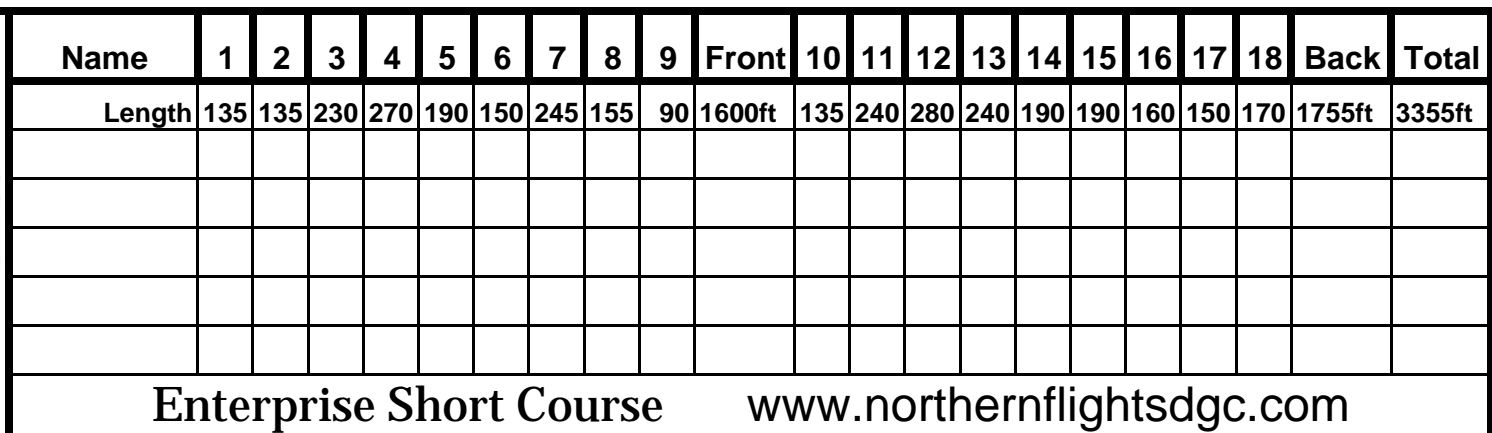 Name 1 2 3 4 5 6 7 8 9 Front 10 11 12 13 14 15 16 17 18 Back Total
Length 135 135 230 270 190 150 245 155 90 1600ft 135 240 280 240 190 190 160 150 170 1755ft 3355ft
Enterprise Short Course www.northernflightsdgc.com